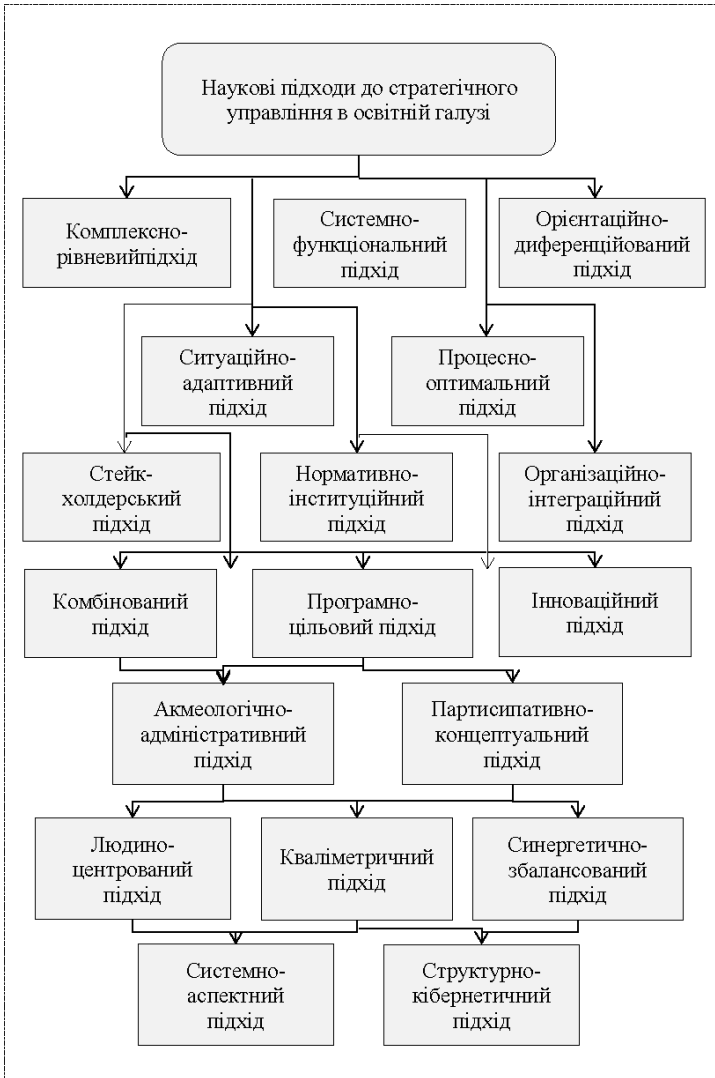 Наукові підходи до стратегічного
управління в освітній галузі
Комплексно-
рівневийпідхід
Системно-
функціональний
підхід
Орієнтаційно-
диференційований
підхід
Ситуаційно-
адаптивний
підхід
Процесно-
оптимальний
підхід
Стейк-
холдерський
підхід
Нормативно-
інституційний
підхід
Організаційно-
інтеграційний
підхід
Комбінований
підхід
Програмно-
цільовий підхід
Інноваційний
підхід
Акмеологічно-
адміністративний
підхід
Партисипативно-
концептуальний
підхід
Людино-
центрований
підхід
Кваліметричний
підхід
Синергетично-
збалансований
підхід
Системно-
аспектний
підхід
Структурно-
кібернетичний
підхід